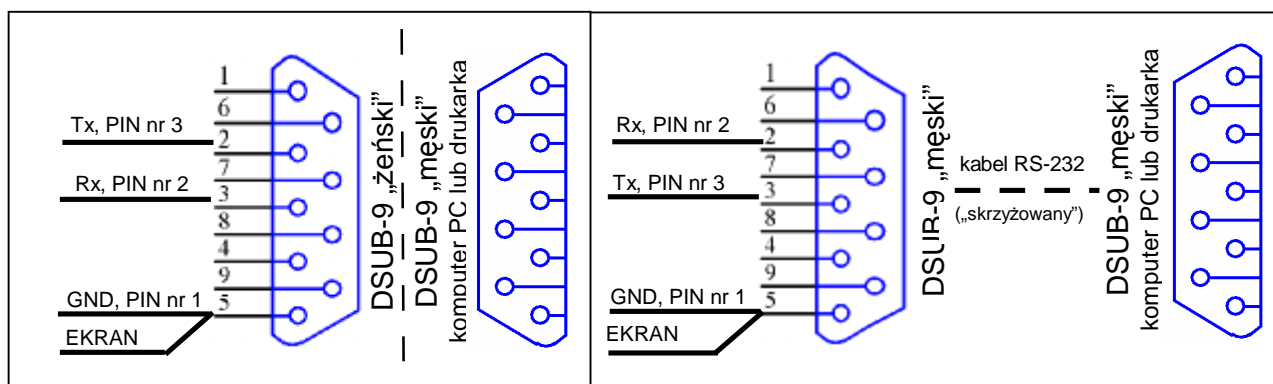 1
6
2
7
3
8
4
9
5
Tx, PIN nr 3
Rx, PIN nr 2
GND, PIN nr 1
EKRAN
DSUB-9 „żeński”
DSUB-9 „męski”
komputer PC lub drukarka
1
6
2
7
3
8
4
9
5
Rx, PIN nr 2
Tx, PIN nr 3
GND, PIN nr 1
EKRAN
DSUIR-9 „męski”
kabel RS-232
(„skrzyżowany”)
DSUB-9 „męski”
komputer PC lub drukarka